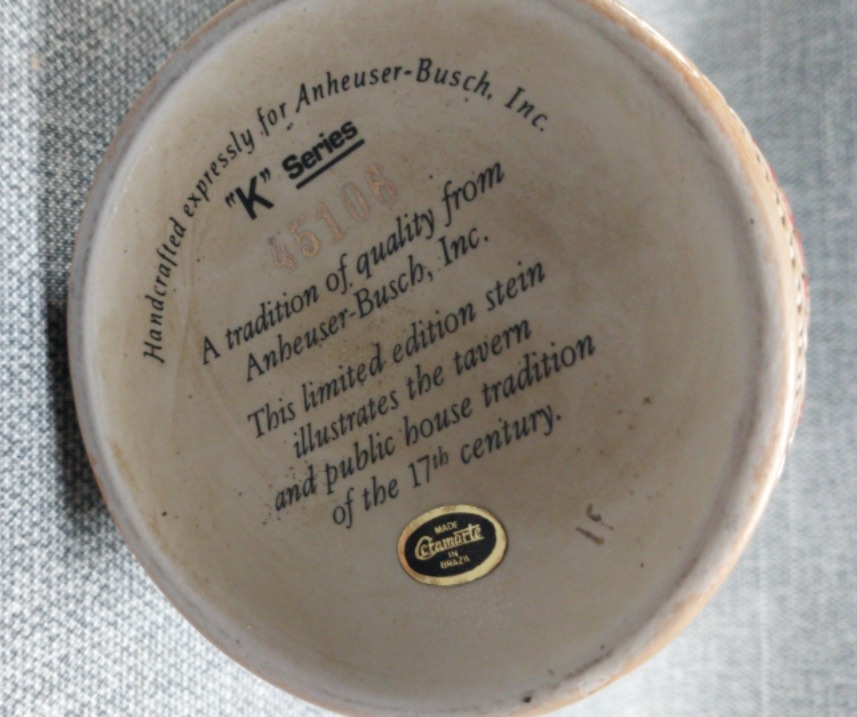 Handcrafted expressly for Anheuser-Busch, Inc.
"K" Series
45106
A tradition of quality from
Anheuser-Busch, Inc.
This limited edition stein
illustrates the tavern
and public house tradition
of the 17th century.
MADE
Ceramarte
IN
BRAZIL